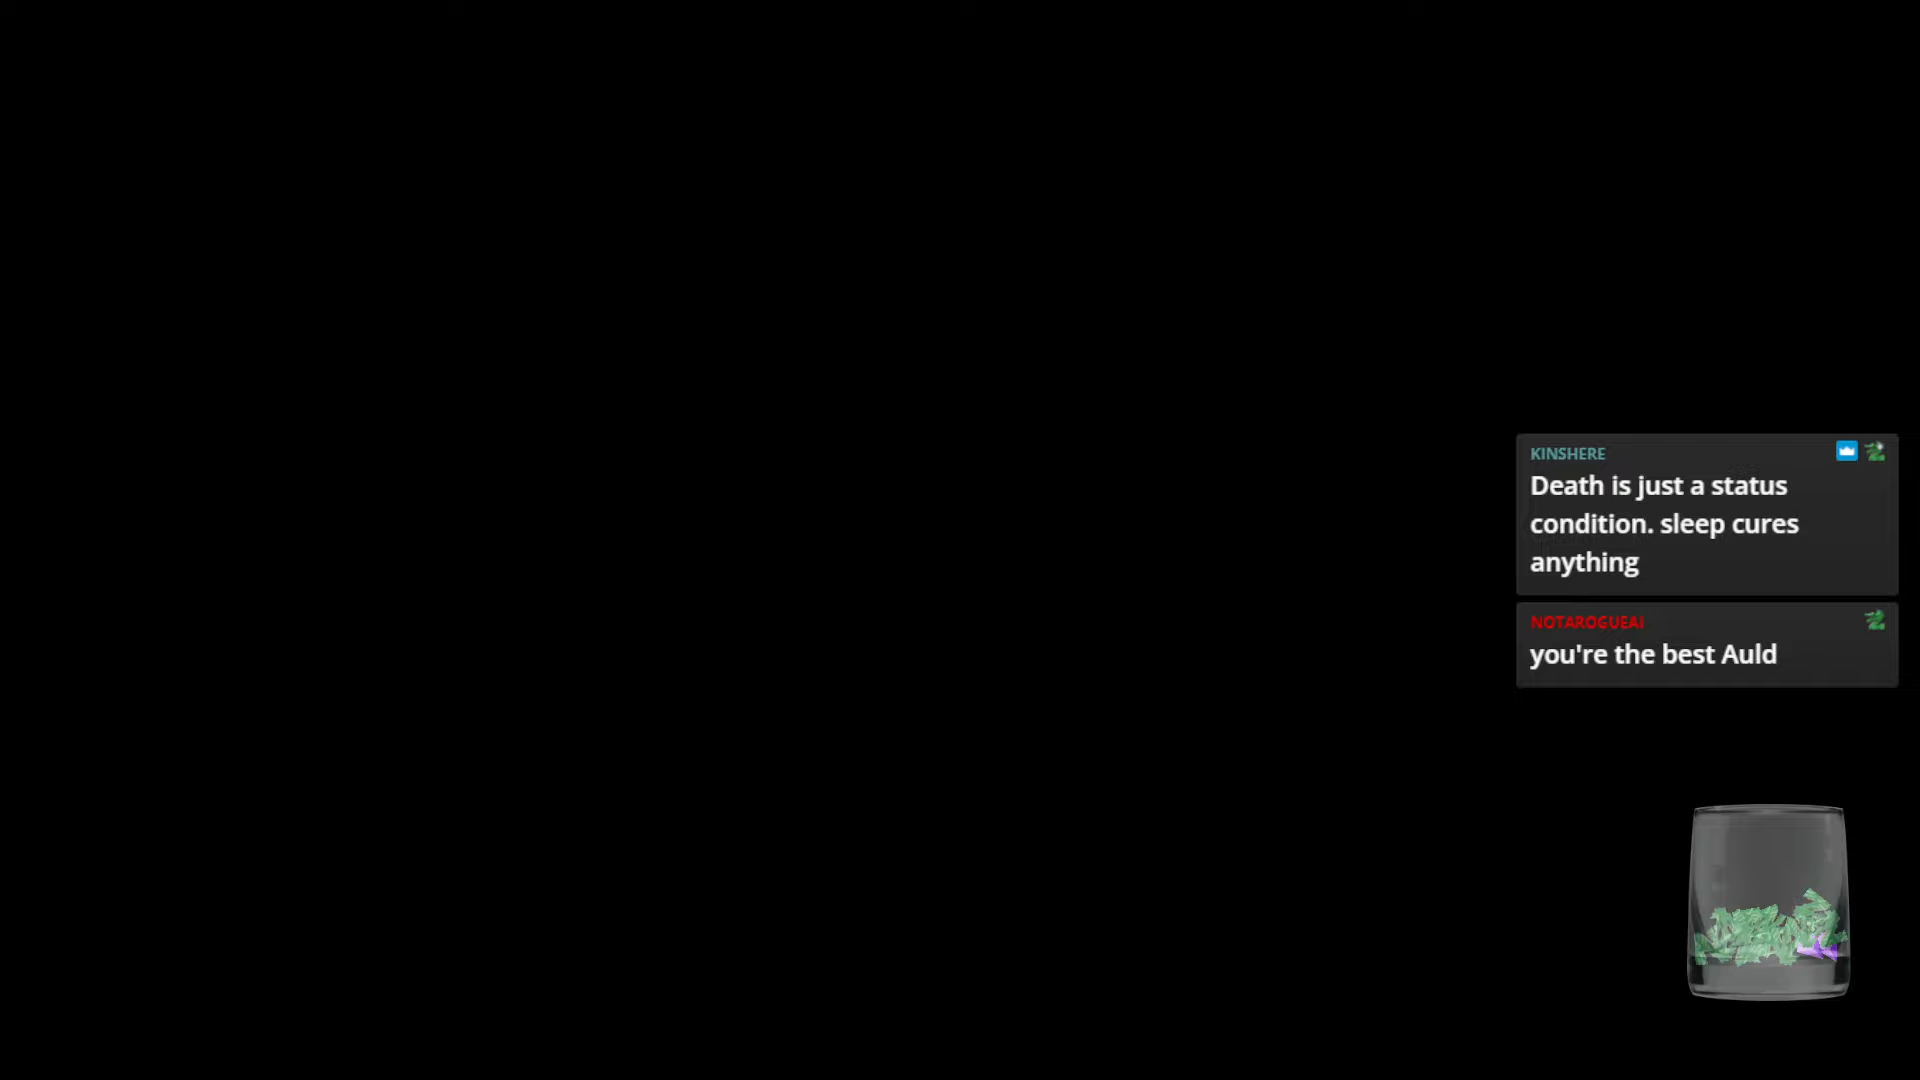 KINSHERE
Death is just a status
condition. sleep cures
anything
NOTAROGUEAI
you're the best Auld